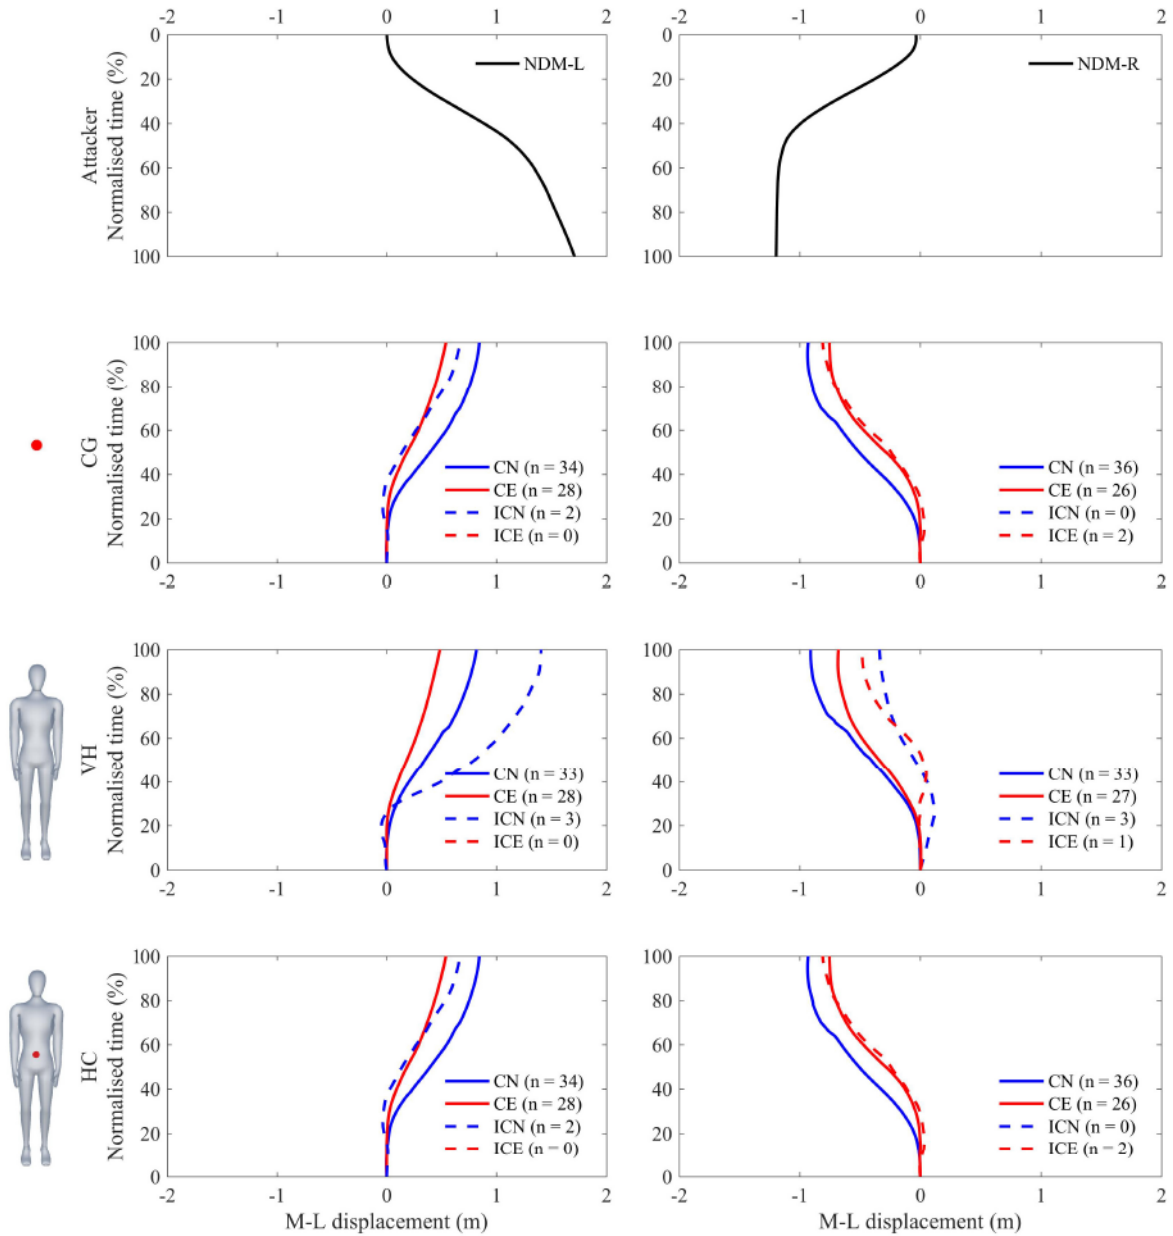 -2 -1 0 1 2 -2 -1 0 1 2
Attacker
Normalised time (%)
0
20
40
60
80
100
NDM-L
0
20
40
60
80
100
NDM-R
CG
Normalised time (%)
100
80
60
40
20
0
CN (n = 34)
CE (n = 28)
ICN (n = 2)
ICE (n = 0)
-2 -1 0 1 2
100
80
60
40
20
0
CN (n = 36)
CE (n = 26)
ICN (n = 0)
ICE (n = 2)
-2 -1 0 1 2
VH
Normalised time (%)
100
80
60
40
20
0
CN (n = 33)
CE (n = 28)
ICN (n = 3)
ICE (n = 0)
-2 -1 0 1 2
100
80
60
40
20
0
CN (n = 33)
CE (n = 27)
ICN (n = 3)
ICE (n = 1)
-2 -1 0 1 2
HC
Normalised time (%)
100
80
60
40
20
0
CN (n = 34)
CE (n = 28)
ICN (n = 2)
ICE (n = 0)
-2 -1 0 1 2
M-L displacement (m)
100
80
60
40
20
0
CN (n = 36)
CE (n = 26)
ICN (n = 0)
ICE (n = 2)
-2 -1 0 1 2
M-L displacement (m)